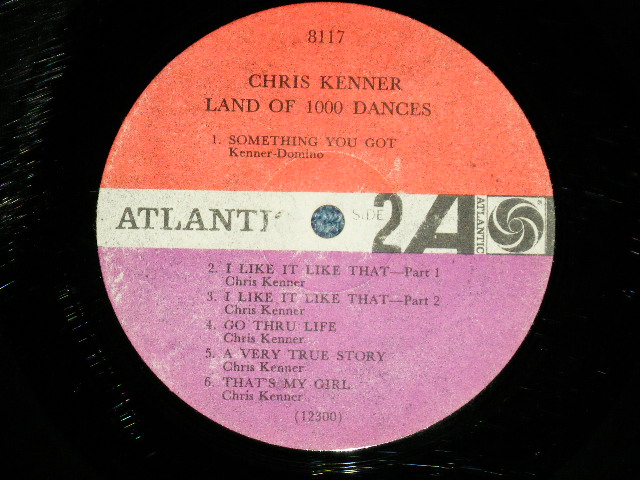 8117
CHRIS KENNER
LAND OF 1000 DANCES
1. SOMETHING YOU GOT
Kenner-Domino
ATLANTIC SIDE 2 A ATLANTIC
2. I LIKE IT LIKE THAT—Part 1
Chris Kenner
3. I LIKE IT LIKE THAT—Part 2
Chris Kenner
4. GO THRU LIFE
Chris Kenner
5. A VERY TRUE STORY
Chris Kenner
6. THAT'S MY GIRL
Chris Kenner
(12300)